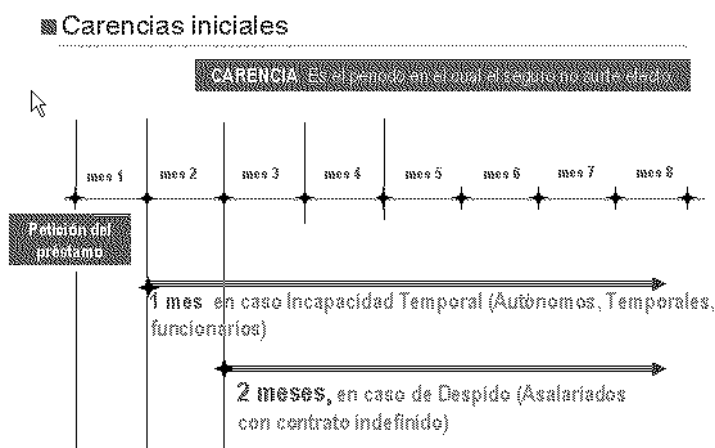 Carencias iniciales
CARENCIA Es el periodo en el cual el seguro no surte efecto.
mes 1 mes 2 mes 3 mes 4 mes 5 mes 6 mes 7 mes 8
Petición del
préstamo
1 mes en caso Incapacidad Temporal (Autónomos, Temporales,
funcionarios)
2 meses, en caso de Despido (Asalariados
con contrato indefinido)